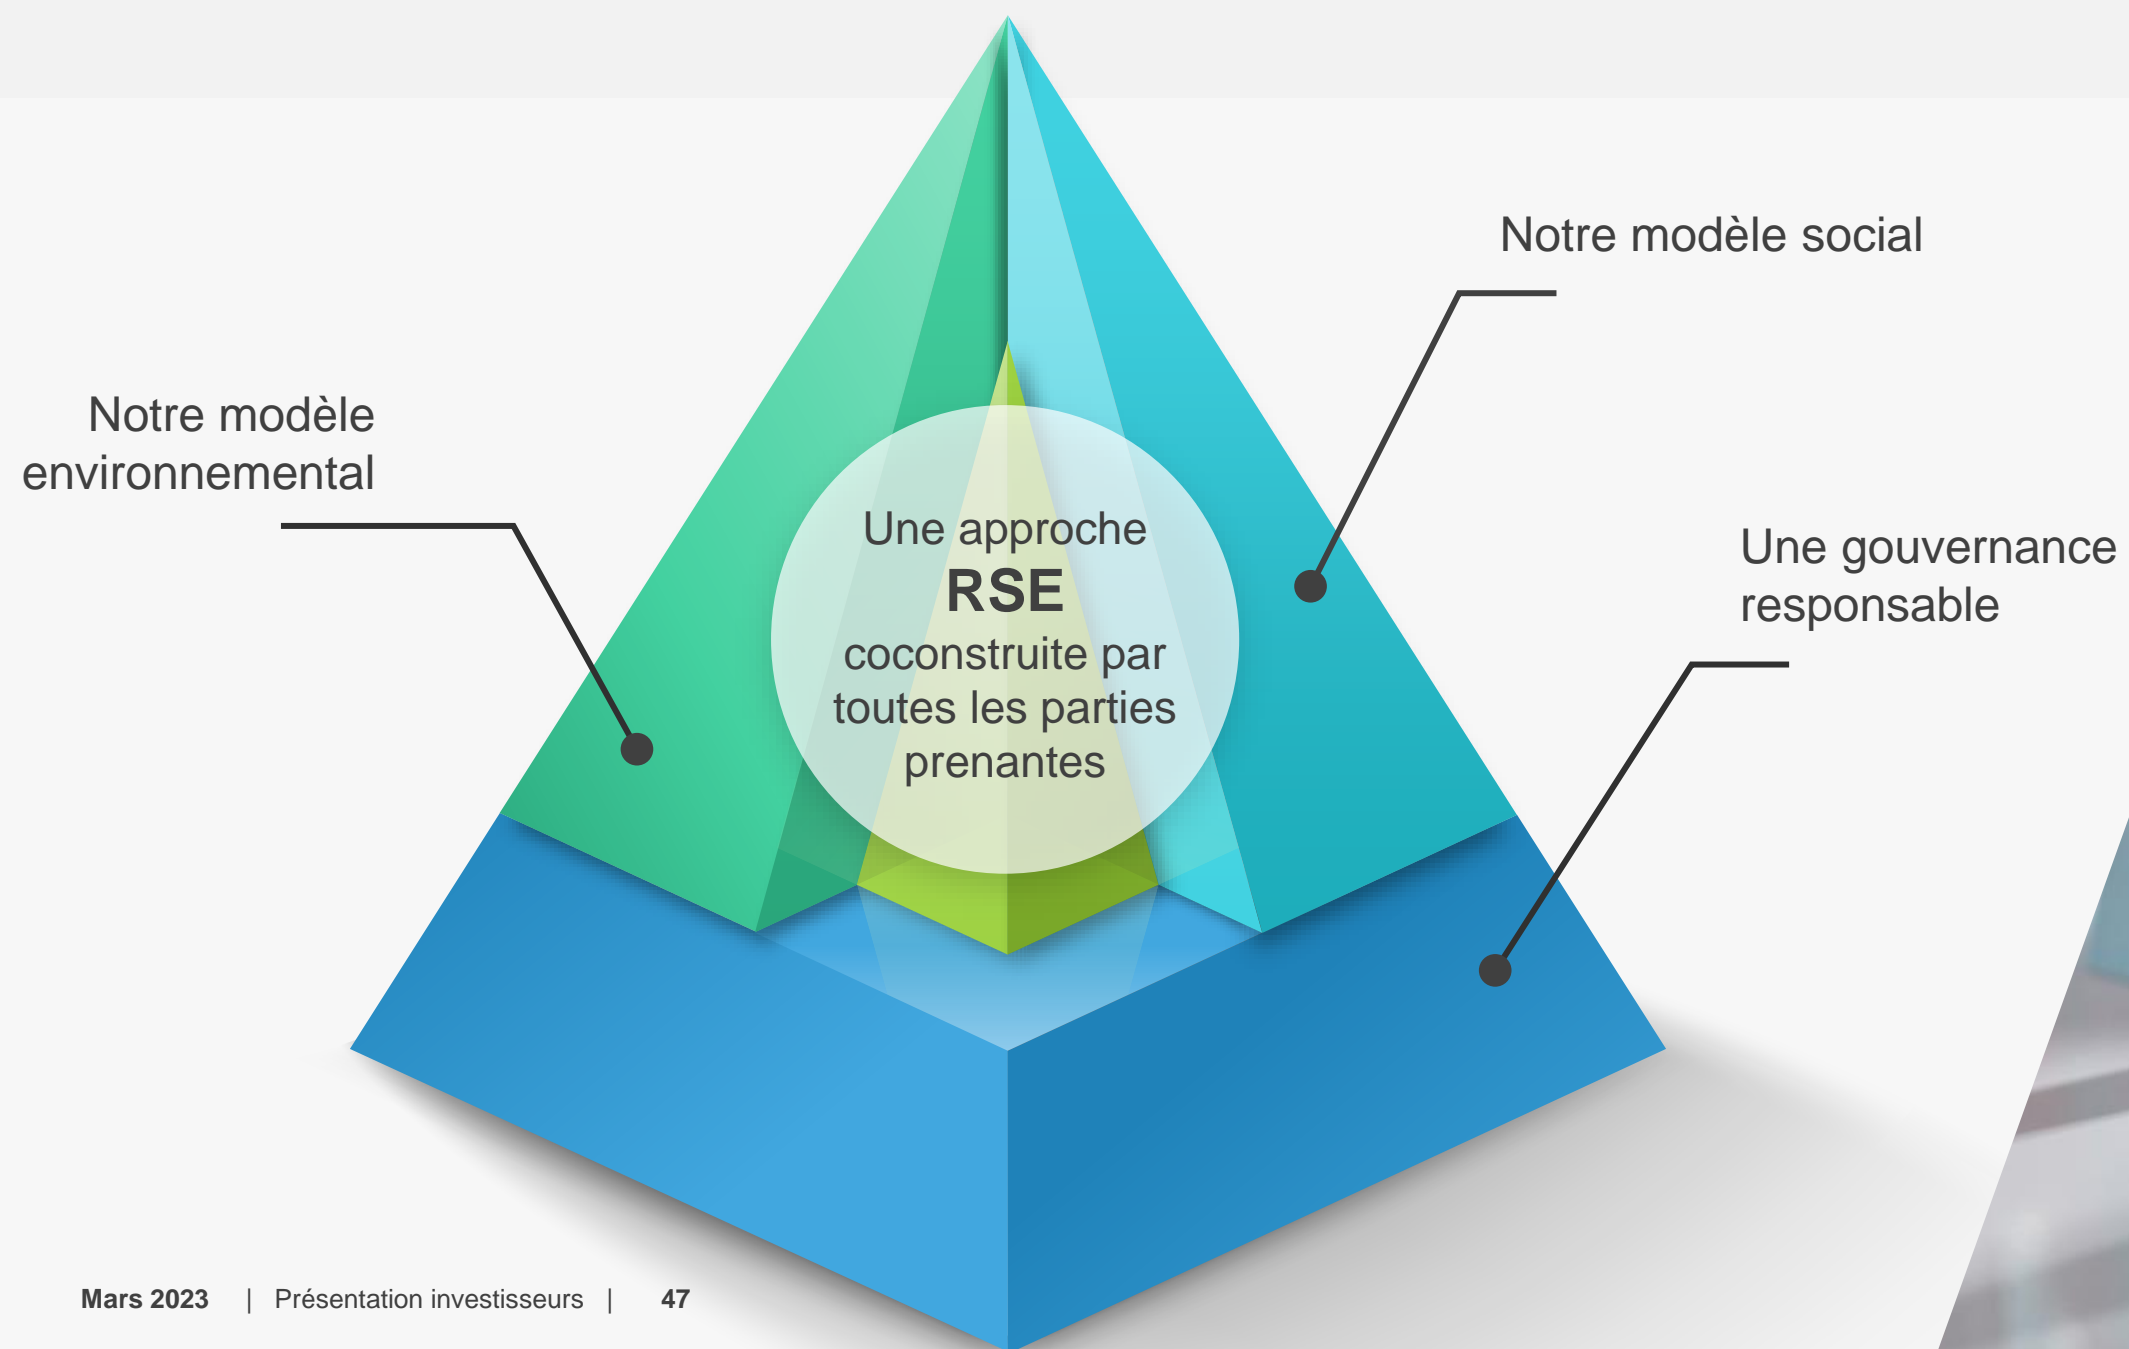 Notre modèle social
Notre modèle
environnemental
Une approche
RSE
coconstruite par
toutes les parties
prenantes
Une gouvernance
responsable
Mars 2023 | Présentation investisseurs | 47